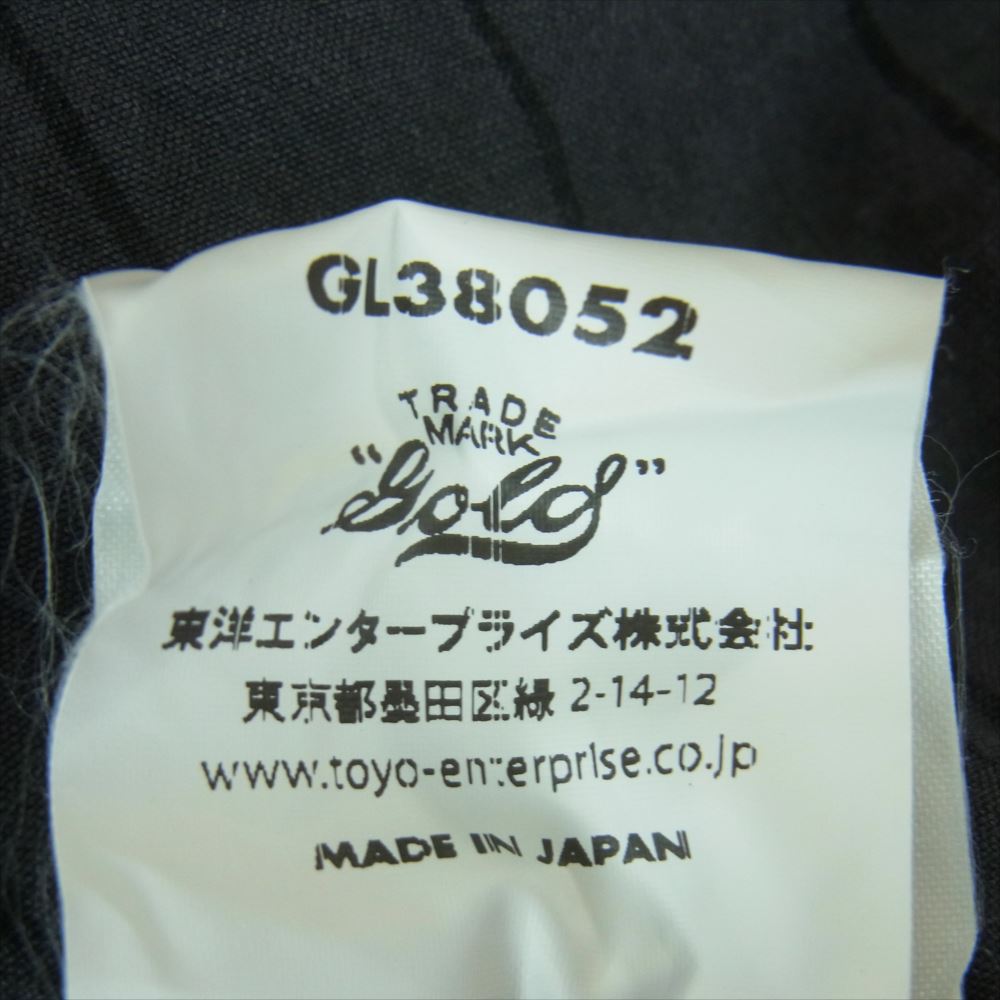 GL38052
TRADE
MARK
"Gold"
東洋エンタープライズ株式会社
東京都墨田区緑 2-14-12
www.toyo-enterprise.co.jp
MADE IN JAPAN